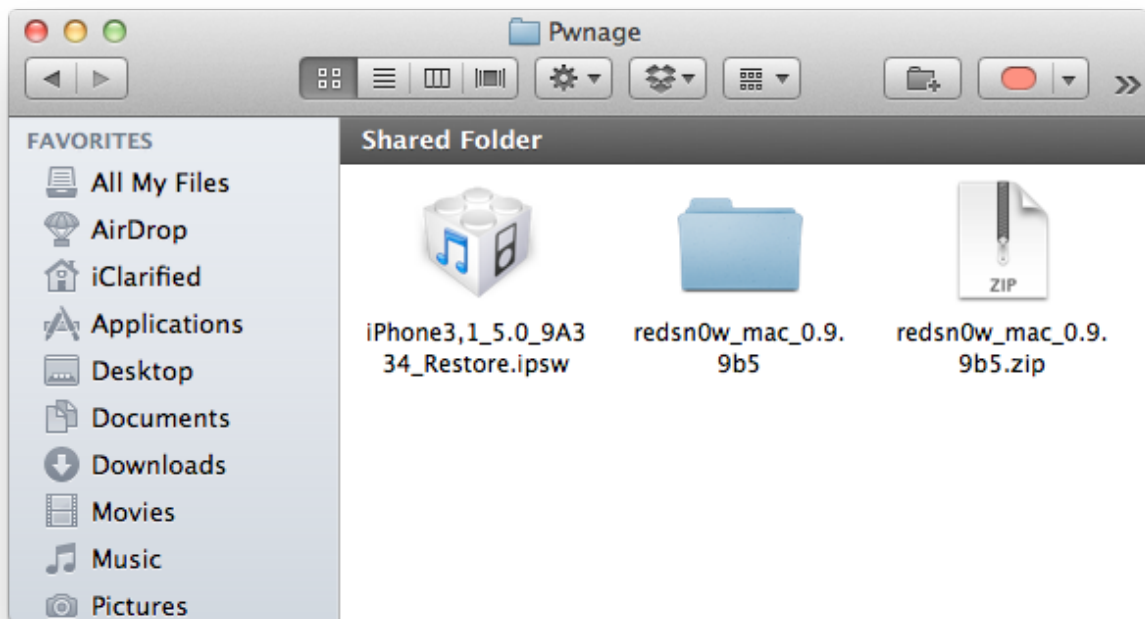 Pwnage
FAVORITES
All My Files
AirDrop
iClarified
Applications
Desktop
Documents
Downloads
Movies
Music
Pictures
Shared Folder
iPhone3,1_5.0_9A3
34_Restore.ipsw
redsn0w_mac_0.9.
9b5
ZIP
redsn0w_mac_0.9.
9b5.zip